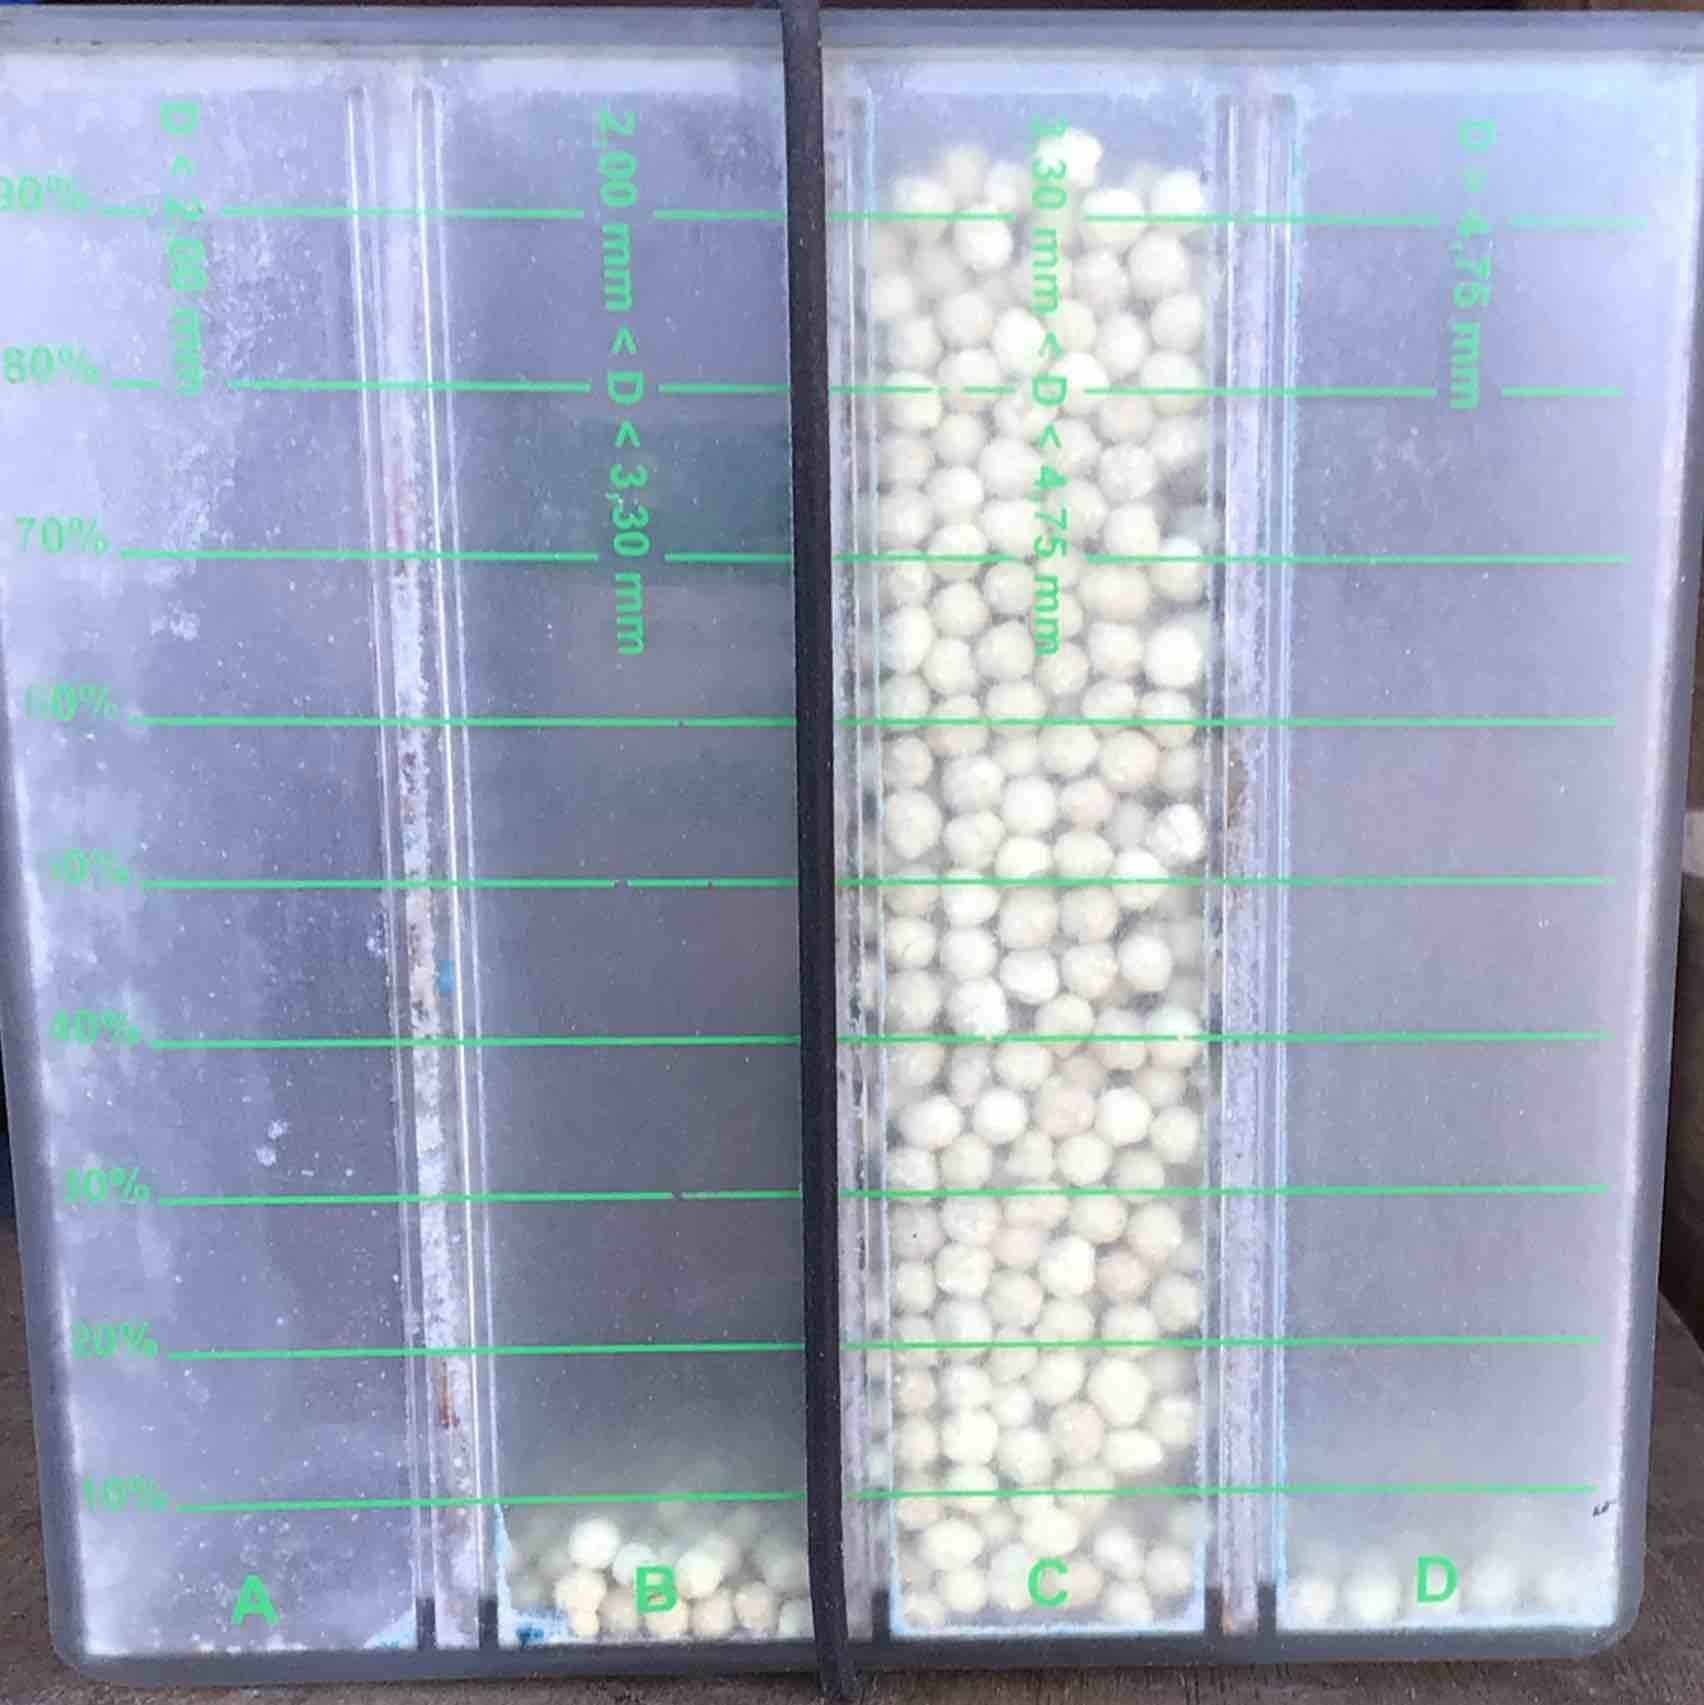 D < 2,00 mm
2,00 mm < D < 3,30 mm
3,30 mm < D < 4,75 mm
D > 4,75 mm
90%
80%
70%
60%
50%
40%
30%
20%
10%
A
B
C
D